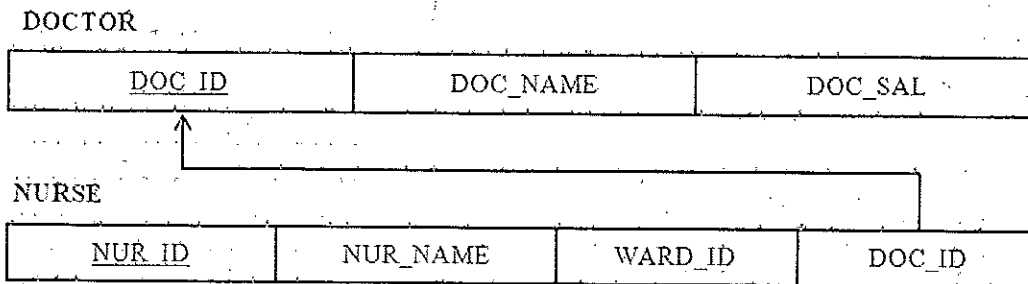 DOCTOR
DOC_ID DOC_NAME DOC_SAL
NURSE
NUR_ID NUR_NAME WARD_ID DOC_ID